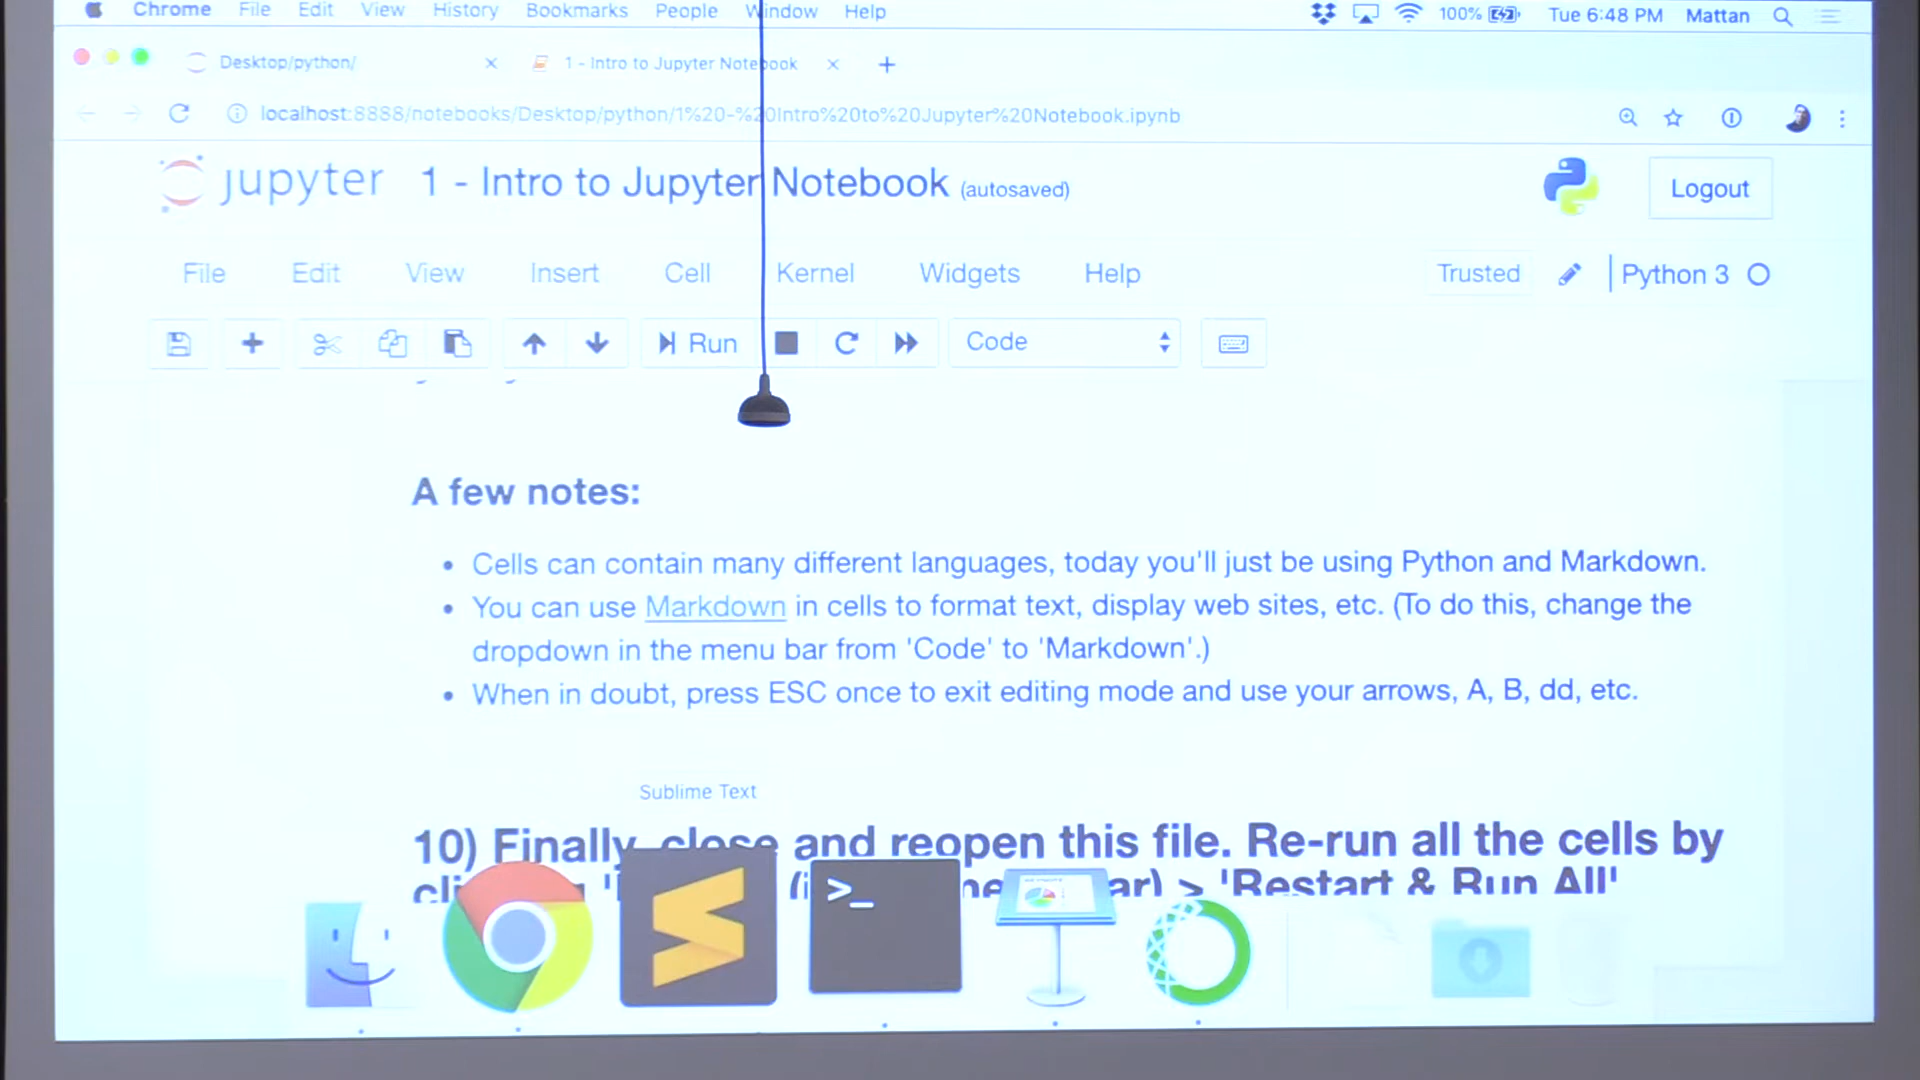 Chrome File Edit View History Bookmarks People Window Help 100% Tue 6:48 PM Mattan
Desktop/python/ 1 - Intro to Jupyter Notebook
localhost:8888/notebooks/Desktop/python/1%20-%20Intro%20to%20Jupyter%20Notebook.ipynb
jupyter 1 - Intro to Jupyter Notebook (autosaved) Logout
File Edit View Insert Cell Kernel Widgets Help Trusted Python 3
Run Code
A few notes:
• Cells can contain many different languages, today you'll just be using Python and Markdown.
• You can use Markdown in cells to format text, display web sites, etc. (To do this, change the
dropdown in the menu bar from 'Code' to 'Markdown'.)
• When in doubt, press ESC once to exit editing mode and use your arrows, A, B, dd, etc.
Sublime Text
10) Finally, close and reopen this file. Re-run all the cells by
> 'Restart & Run All'
>_